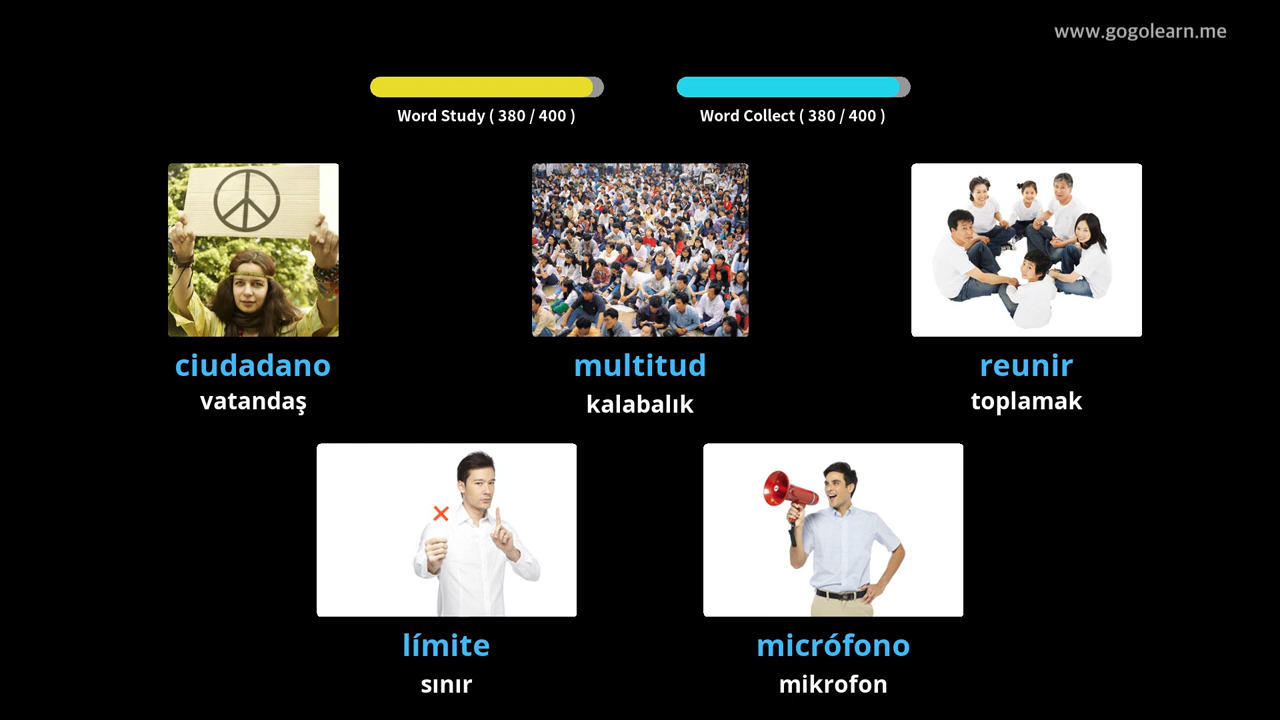 www.gogolearn.me
Word Study ( 380 / 400 )
Word Collect ( 380 / 400 )
ciudadano
vatandaş
multitud
kalabalık
reunir
toplamak
límite
sınır
micrófono
mikrofon